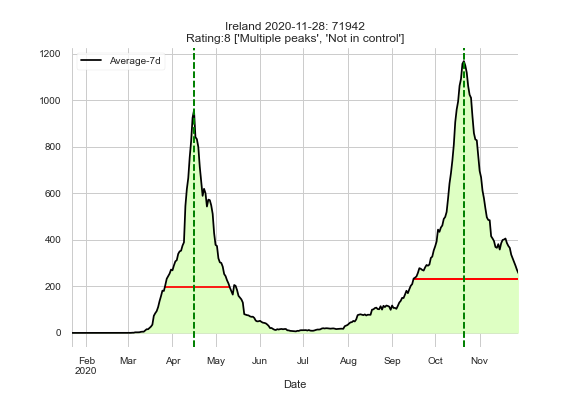 Ireland 2020-11-28: 71942
Rating:8 ['Multiple peaks', 'Not in control']
Average-7d
1200
1000
800
600
400
200
0
Feb Mar Apr May Jun Jul Aug Sep Oct Nov
2020
Date